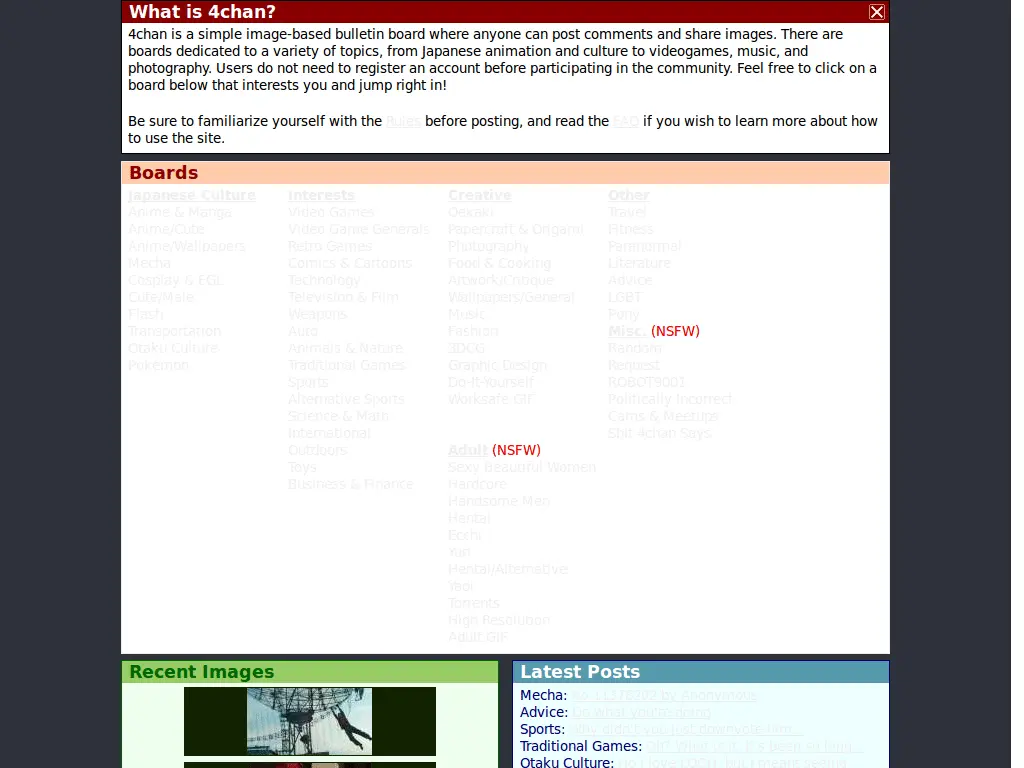 What is 4chan?
4chan is a simple image-based bulletin board where anyone can post comments and share images. There are
boards dedicated to a variety of topics, from Japanese animation and culture to videogames, music, and
photography. Users do not need to register an account before participating in the community. Feel free to click on a
board below that interests you and jump right in!
Be sure to familiarize yourself with the Rules before posting, and read the FAQ if you wish to learn more about how
to use the site.
Boards
Japanese Culture
Anime & Manga
Anime/Cute
Anime/Wallpapers
Mecha
Cosplay & EGL
Cute/Male
Flash
Transportation
Otaku Culture
Pokémon
Interests
Video Games
Video Game Generals
Retro Games
Comics & Cartoons
Technology
Television & Film
Weapons
Auto
Animals & Nature
Traditional Games
Sports
Alternative Sports
Science & Math
International
Outdoors
Toys
Business & Finance
Creative
Oekaki
Papercraft & Origami
Photography
Food & Cooking
Artwork/Critique
Wallpapers/General
Music
Fashion
3DCG
Graphic Design
Do-It-Yourself
Worksafe GIF
Adult (NSFW)
Sexy Beautiful Women
Hardcore
Handsome Men
Hentai
Ecchi
Yuri
Hentai/Alternative
Yaoi
Torrents
High Resolution
Adult GIF
Other
Travel
Fitness
Paranormal
Literature
Advice
LGBT
Pony
Misc. (NSFW)
Random
Request
ROBOT9001
Politically Incorrect
Cams & Meetups
Shit 4chan Says
Recent Images
Latest Posts
Mecha: by Anonymous
Advice: Do what
Sports: why didn't you just downvote
Traditional Games: it's been so long
Otaku Culture: I love